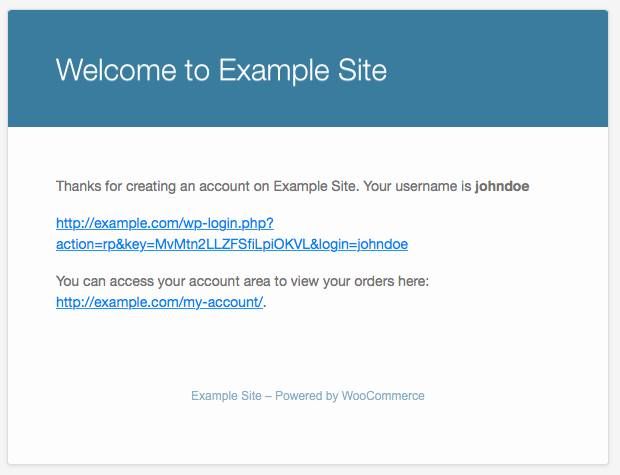 Welcome to Example Site
Thanks for creating an account on Example Site. Your username is johndoe
http://example.com/wp-login.php?
action=rp&key=MvMtn2LLZFSfiLpiOKVL&login=johndoe
You can access your account area to view your orders here:
http://example.com/my-account/.
Example Site – Powered by WooCommerce